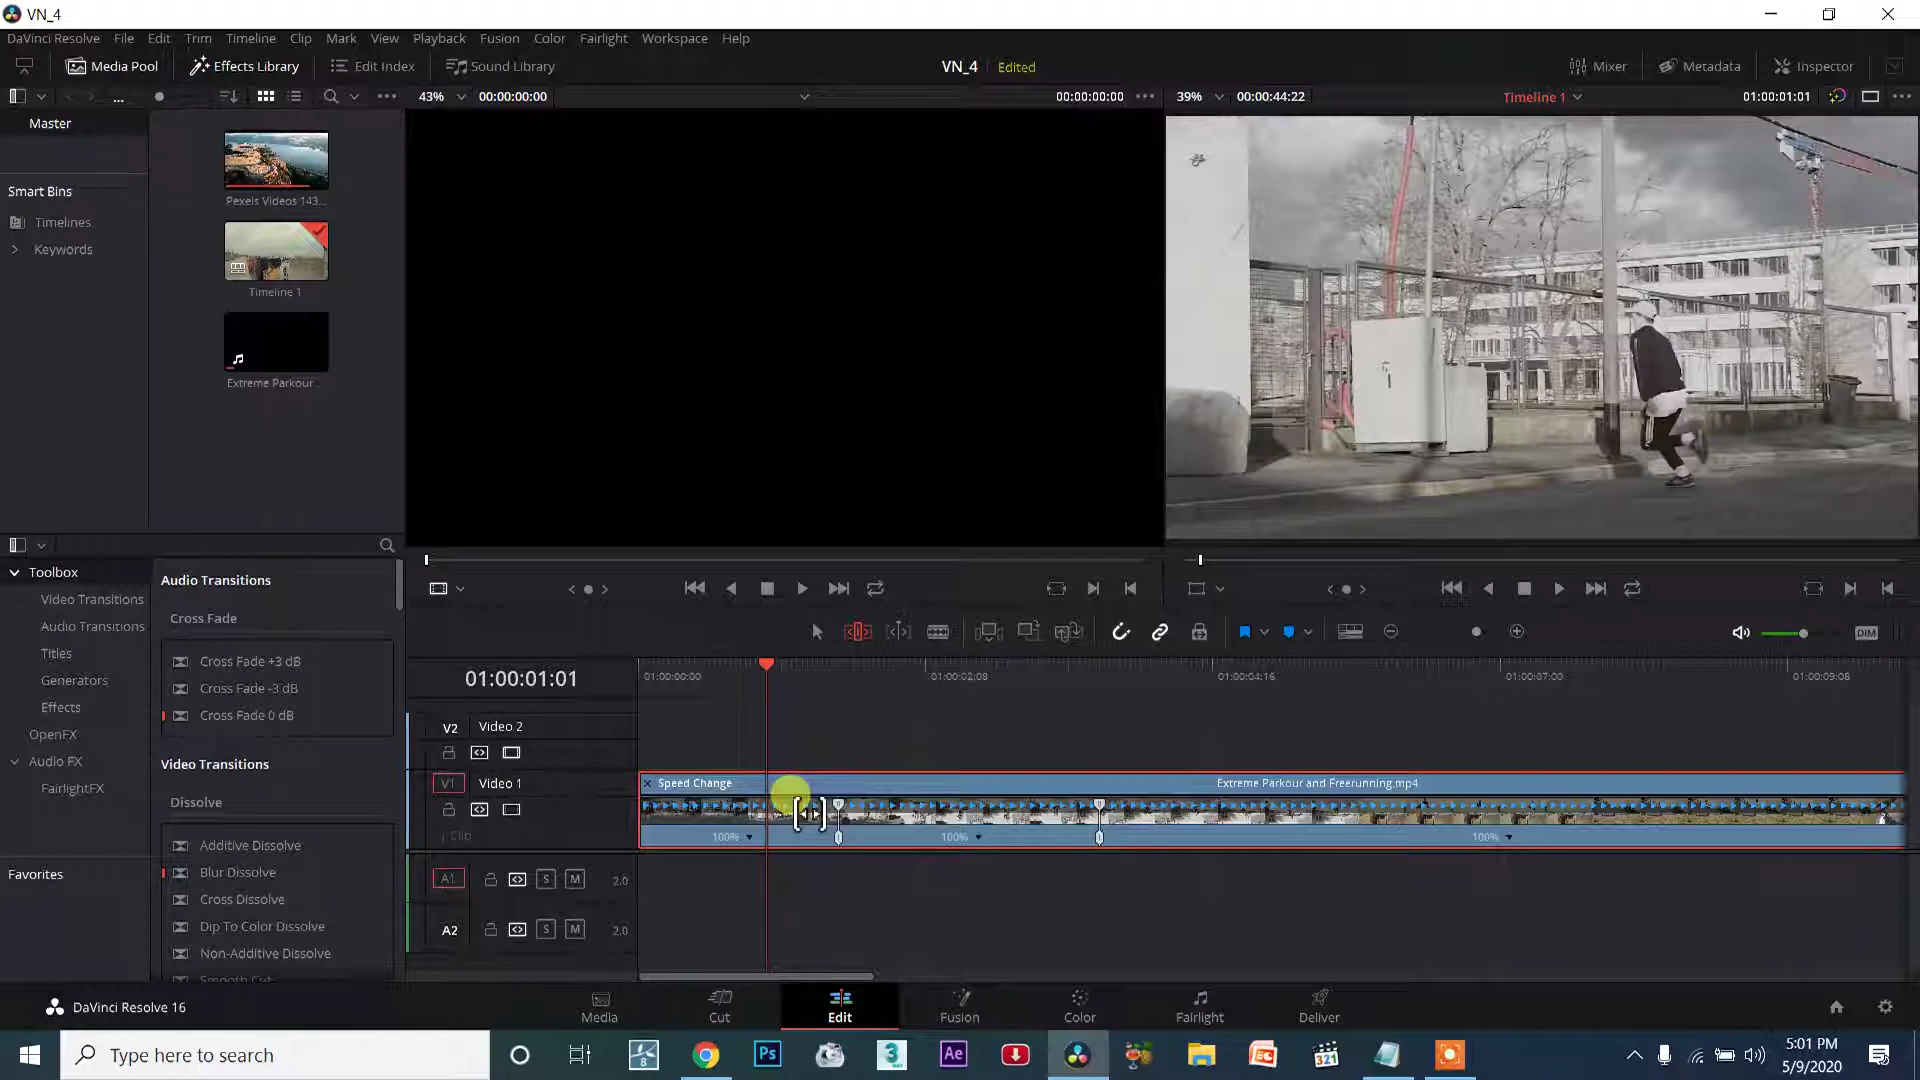 VN_4
DaVinci Resolve File Edit Trim Timeline Clip Mark View Playback Fusion Color Fairlight Workspace Help
Media Pool Effects Library Edit Index Sound Library VN_4 Edited Mixer Metadata Inspector
... 43% 00:00:00:00 00:00:00:00 39% 00:00:44:22 Timeline 1 01:00:01:01
Master
Pexels Videos 143...
Smart Bins
Timelines
Keywords
Timeline 1
Extreme Parkour...
Toolbox
Video Transitions
Audio Transitions
Titles
Generators
Effects
OpenFX
Audio FX
FairlightFX
Favorites
Audio Transitions
Cross Fade
Cross Fade +3 dB
Cross Fade -3 dB
Cross Fade 0 dB
Video Transitions
Dissolve
Additive Dissolve
Blur Dissolve
Cross Dissolve
Dip To Color Dissolve
Non-Additive Dissolve
Smooth Cut
DIM
01:00:01:01 01:00:00:00 01:00:02:08 01:00:04:16 01:00:07:00 01:00:09:08
V2 Video 2
V1 Video 1 Speed Change Extreme Parkour and Freerunning.mp4
Clip 100% 100% 100%
A1 S M 2.0
A2 S M 2.0
DaVinci Resolve 16 Media Cut Edit Fusion Color Fairlight Deliver
Type here to search 8 Ps 3 Ae 321 5:01 PM
5/9/2020